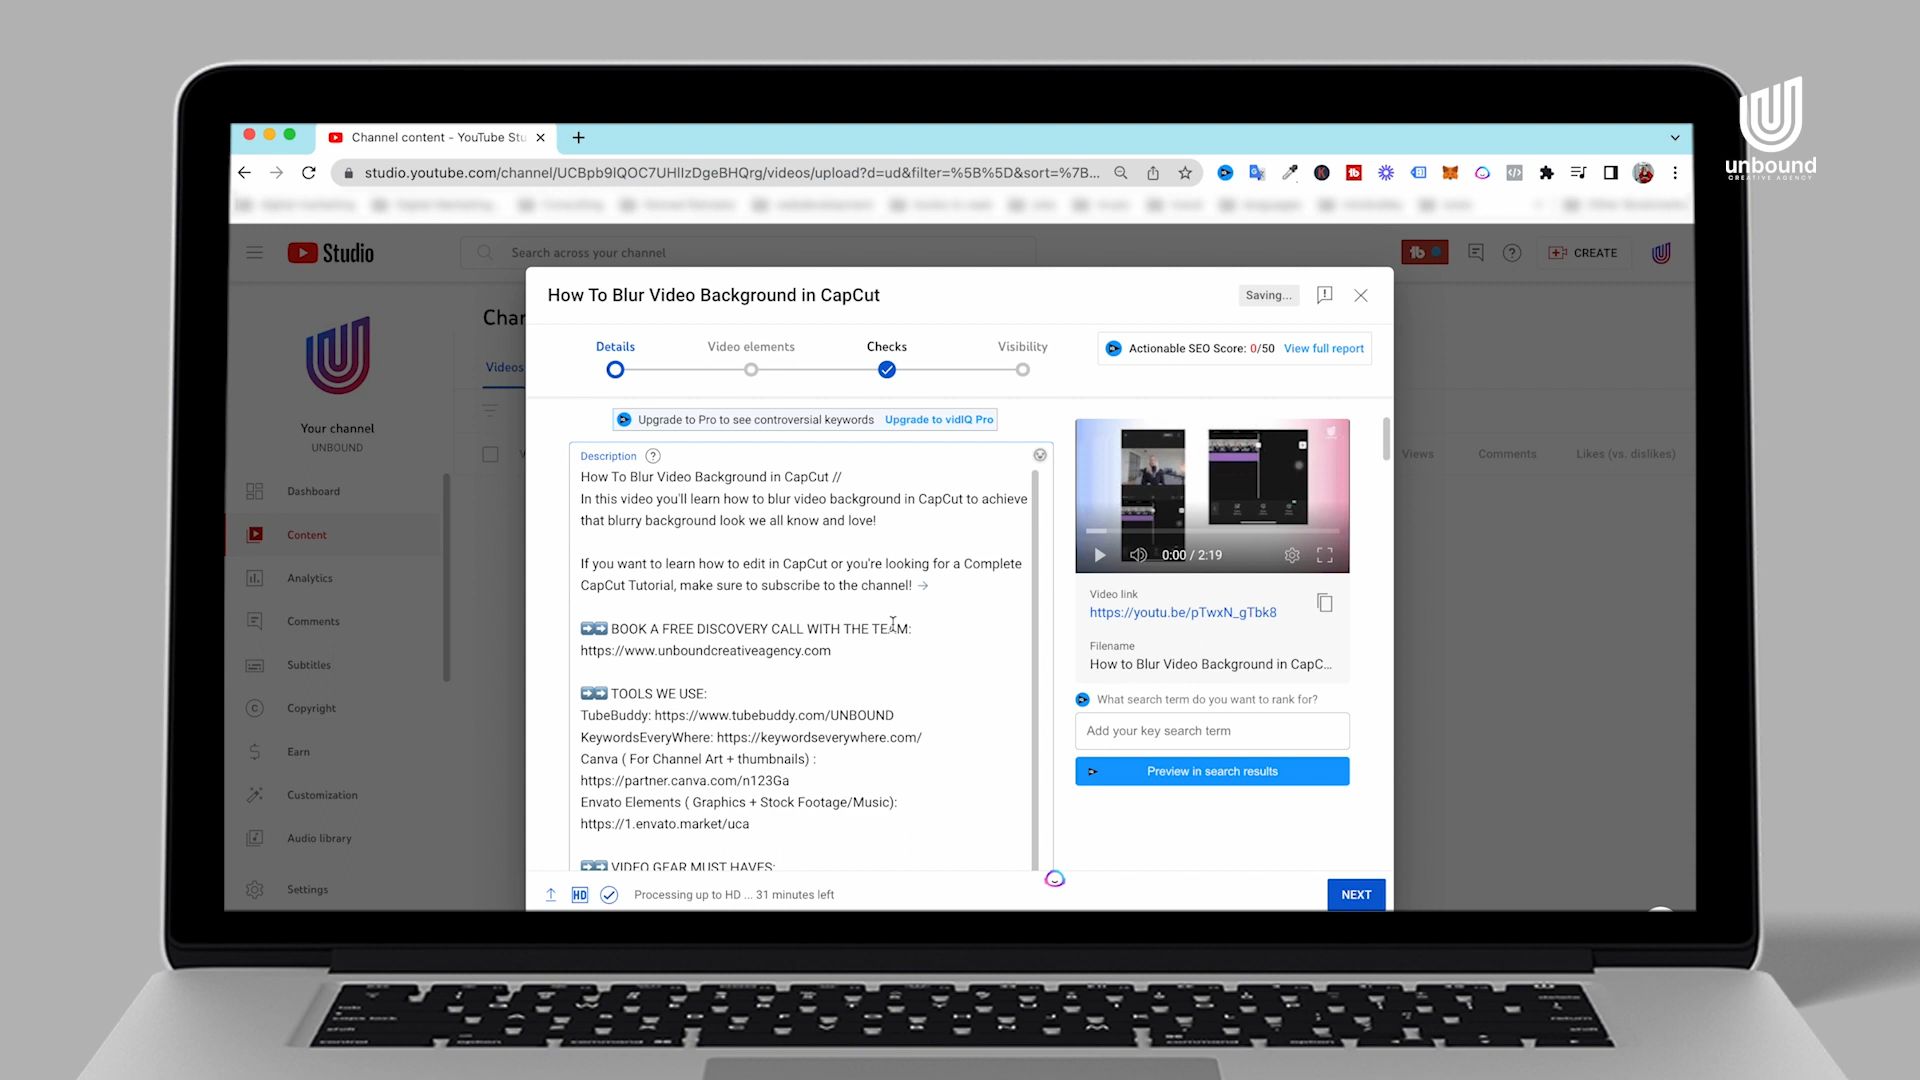 Channel content - YouTube Stu
studio.youtube.com/channel/UCBpb9IQOC7UHIIzDgeBHQrg/videos/upload?d=ud&filter=%5B%5D&sort=%7B...
unbound
CREATIVE AGENCY
Studio
Search across your channel
CREATE
How To Blur Video Background in CapCut
Saving...
Details
Video elements
Checks
Visibility
Actionable SEO Score: 0/50 View full report
Upgrade to Pro to see controversial keywords Upgrade to vidIQ Pro
Char
Videos
Your channel
UNBOUND
Dashboard
Content
Analytics
Comments
Subtitles
Copyright
Earn
Customization
Audio library
Settings
Description
How To Blur Video Background in CapCut //
In this video you'll learn how to blur video background in CapCut to achieve
that blurry background look we all know and love!
If you want to learn how to edit in CapCut or you're looking for a Complete
CapCut Tutorial, make sure to subscribe to the channel! →
➡️➡️ BOOK A FREE DISCOVERY CALL WITH THE TEAM:
https://www.unboundcreativeagency.com
➡️➡️ TOOLS WE USE:
TubeBuddy: https://www.tubebuddy.com/UNBOUND
KeywordsEveryWhere: https://keywordseverywhere.com/
Canva ( For Channel Art + thumbnails) :
https://partner.canva.com/n123Ga
Envato Elements ( Graphics + Stock Footage/Music):
https://1.envato.market/uca
➡️➡️ VIDEO GEAR MUST HAVES:
0:00 / 2:19
Video link
https://youtu.be/pTwxN_gTbk8
Filename
How to Blur Video Background in CapC...
What search term do you want to rank for?
Add your key search term
Preview in search results
Views
Comments
Likes (vs. dislikes)
HD
Processing up to HD ... 31 minutes left
NEXT